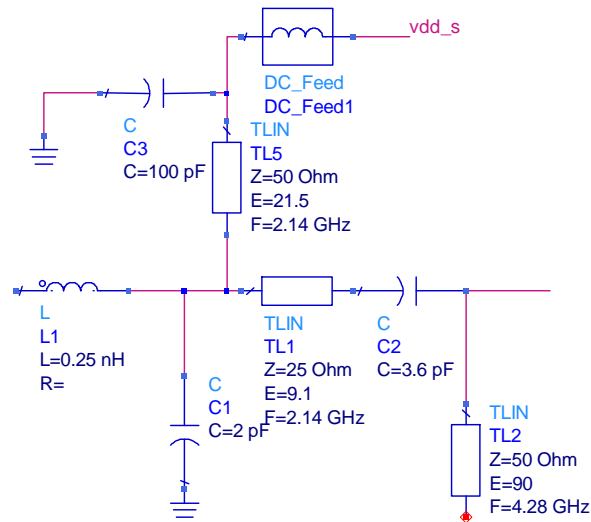 vdd_s
DC_Feed
DC_Feed1
C
C3
C=100 pF
TLIN
TL5
Z=50 Ohm
E=21.5
F=2.14 GHz
L
L1
L=0.25 nH
R=
C
C1
C=2 pF
TLIN
TL1
Z=25 Ohm
E=9.1
F=2.14 GHz
C
C2
C=3.6 pF
TLIN
TL2
Z=50 Ohm
E=90
F=4.28 GHz